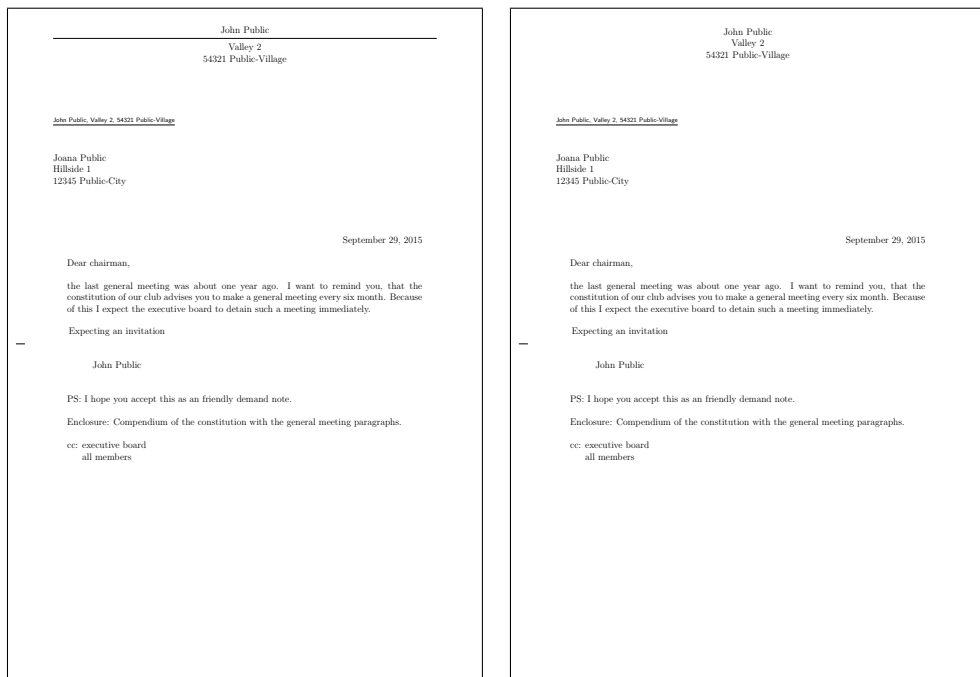 John Public
Valley 2
54321 Public-Village
John Public, Valley 2, 54321 Public-Village
Joana Public
Hillside 1
12345 Public-City
September 29, 2015
Dear chairman,
the last general meeting was about one year ago. I want to remind you, that the
constitution of our club advises you to make a general meeting every six month. Because
of this I expect the executive board to detain such a meeting immediately.
Expecting an invitation
John Public
PS: I hope you accept this as an friendly demand note.
Enclosure: Compendium of the constitution with the general meeting paragraphs.
cc: executive board
all members
John Public
Valley 2
54321 Public-Village
John Public, Valley 2, 54321 Public-Village
Joana Public
Hillside 1
12345 Public-City
September 29, 2015
Dear chairman,
the last general meeting was about one year ago. I want to remind you, that the
constitution of our club advises you to make a general meeting every six month. Because
of this I expect the executive board to detain such a meeting immediately.
Expecting an invitation
John Public
PS: I hope you accept this as an friendly demand note.
Enclosure: Compendium of the constitution with the general meeting paragraphs.
cc: executive board
all members